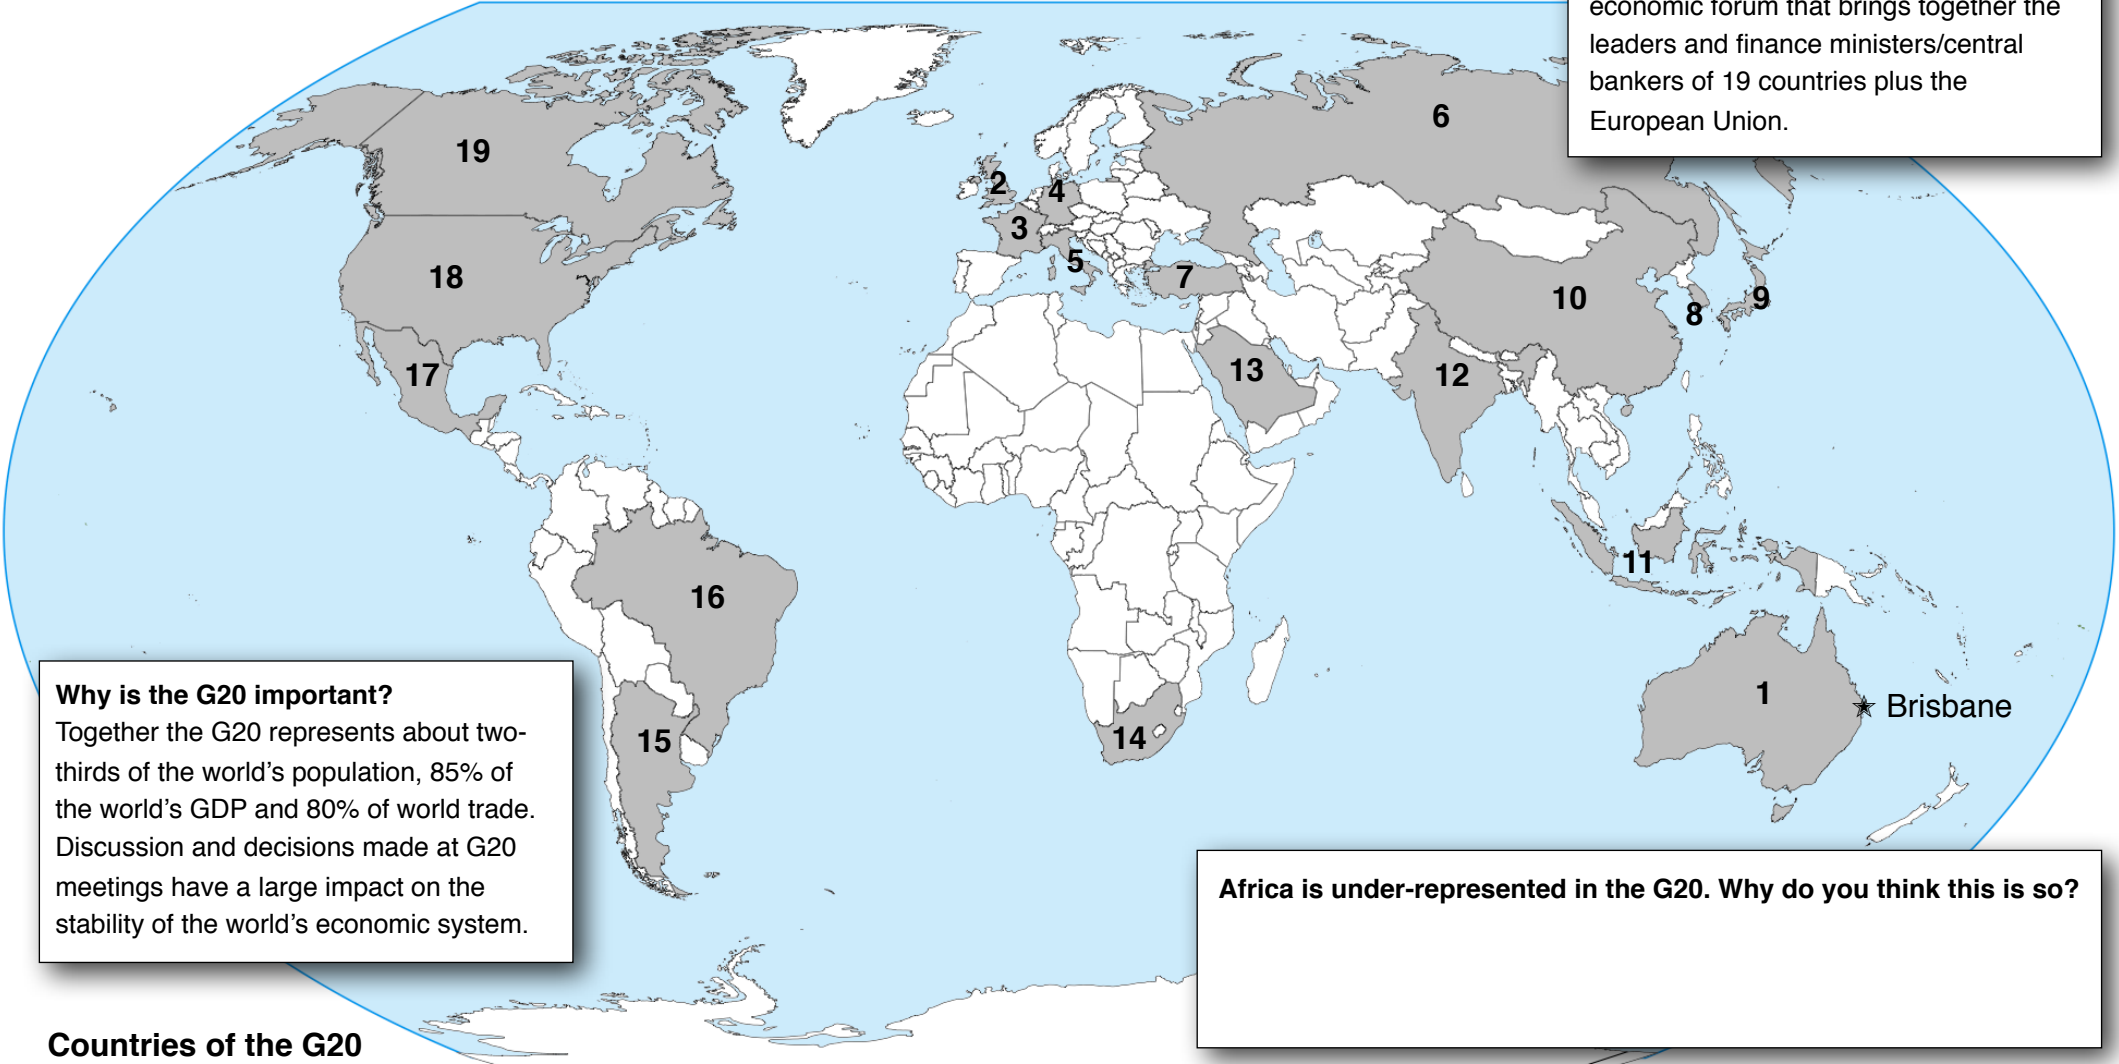 economic forum that brings together the
leaders and finance ministers/central
bankers of 19 countries plus the
European Union.
6
19
2
4
3
5
7
18
10
9
8
17
13
12
11
16
1
Brisbane
15
14
Why is the G20 important?
Together the G20 represents about two-
thirds of the world's population, 85% of
the world's GDP and 80% of world trade.
Discussion and decisions made at G20
meetings have a large impact on the
stability of the world's economic system.
Africa is under-represented in the G20. Why do you think this is so?
Countries of the G20